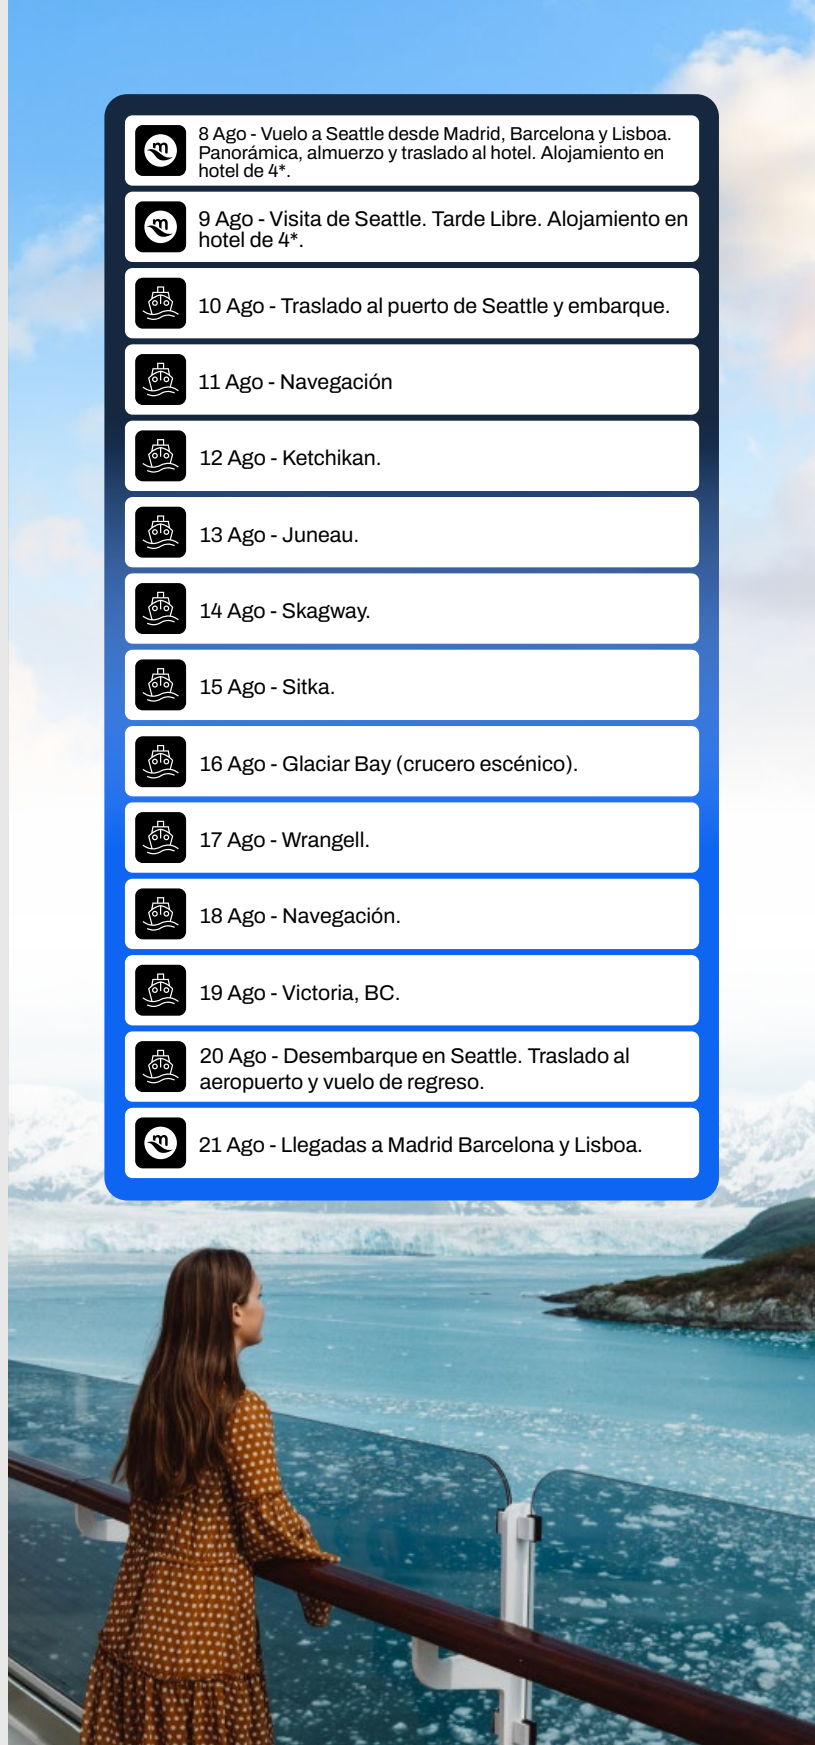 8 Ago - Vuelo a Seattle desde Madrid, Barcelona y Lisboa.
Panorámica, almuerzo y traslado al hotel. Alojamiento en
hotel de 4*.
9 Ago - Visita de Seattle. Tarde Libre. Alojamiento en
hotel de 4*.
10 Ago - Traslado al puerto de Seattle y embarque.
11 Ago - Navegación
12 Ago - Ketchikan.
13 Ago - Juneau.
14 Ago - Skagway.
15 Ago - Sitka.
16 Ago - Glaciar Bay (crucero escénico).
17 Ago - Wrangell.
18 Ago - Navegación.
19 Ago - Victoria, BC.
20 Ago - Desembarque en Seattle. Traslado al
aeropuerto y vuelo de regreso.
21 Ago - Llegadas a Madrid Barcelona y Lisboa.